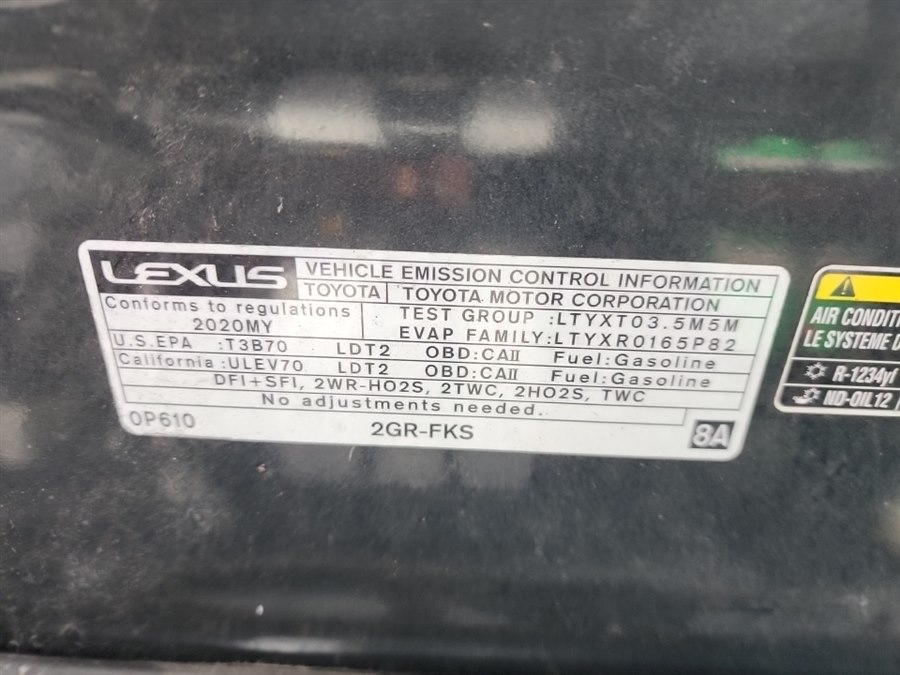 LEXUS VEHICLE EMISSION CONTROL INFORMATION
TOYOTA TOYOTA MOTOR CORPORATION
Conforms to regulations
2020MY
TEST GROUP :LTYXT03.5M5M
EVAP FAMILY:LTYXR0165P82
U.S.EPA :T3B70 LDT2 OBD:CAII Fuel:Gasoline
California :ULEV70 LDT2 OBD:CAII Fuel:Gasoline
DFI+SFI, 2WR-HO2S, 2TWC, 2HO2S, TWC
No adjustments needed.
0P610 2GR-FKS 8A
AIR CONDITI
LE SYSTEME D
R-1234yf
ND-OIL12 /